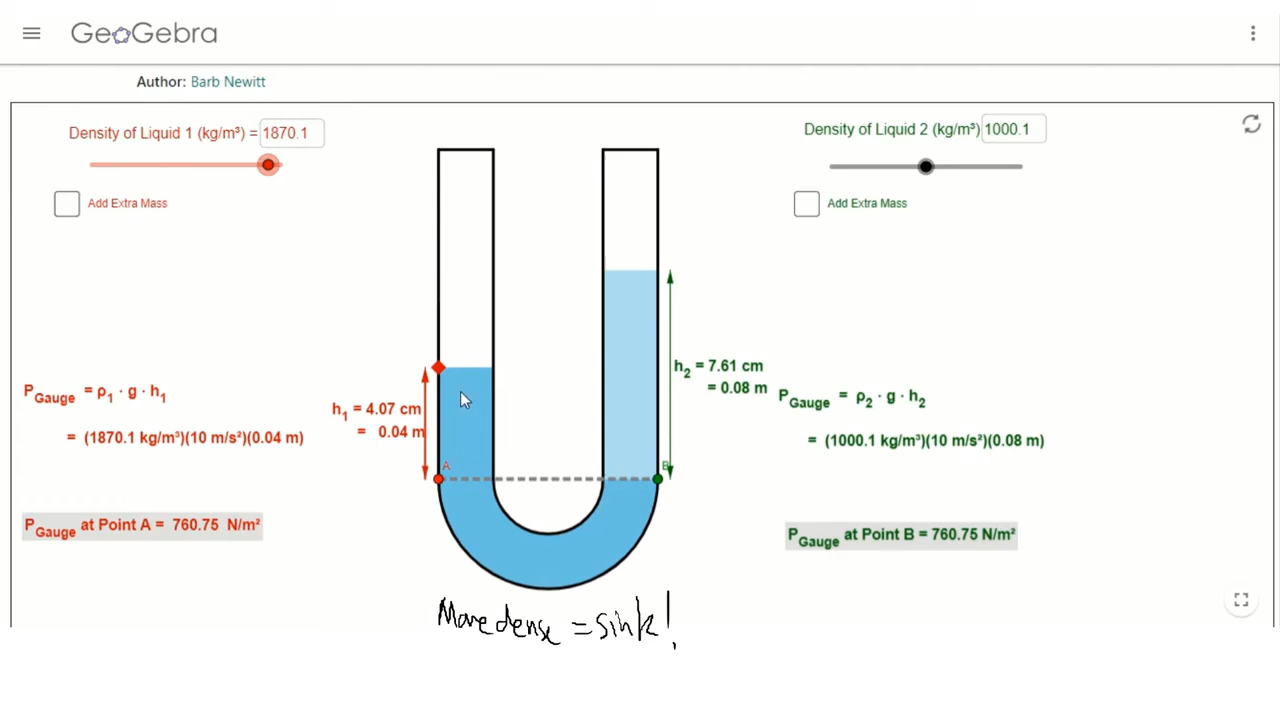 GeoGebra
Author: Barb Newitt
Density of Liquid 1 (kg/m³) = 1870.1
Add Extra Mass
Density of Liquid 2 (kg/m³) 1000.1
Add Extra Mass
P_Gauge = ρ₁ · g · h₁
= (1870.1 kg/m³)(10 m/s²)(0.04 m)
P_Gauge at Point A = 760.75 N/m²
h₁ = 4.07 cm
= 0.04 m
A
B
h₂ = 7.61 cm
= 0.08 m
P_Gauge = ρ₂ · g · h₂
= (1000.1 kg/m³)(10 m/s²)(0.08 m)
P_Gauge at Point B = 760.75 N/m²
More dense = sink!